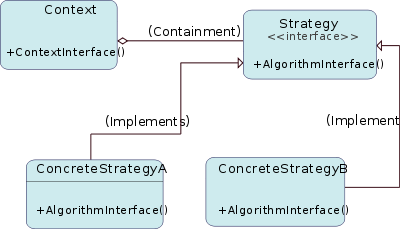 Context
+ContextInterface()
(Containment)
Strategy
<<interface>>
+AlgorithmInterface()
(Implements)
(Implement
ConcreteStrategyA
+AlgorithmInterface()
ConcreteStrategyB
+AlgorithmInterface()